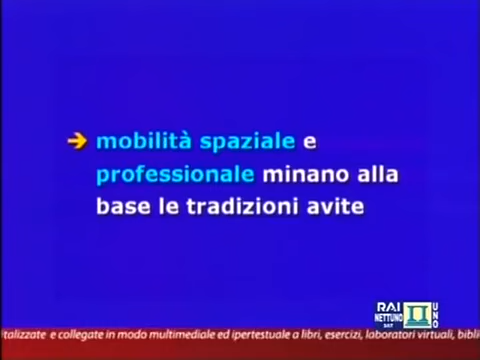 mobilità spaziale e
professionale minano alla
base le tradizioni avite
RAI
NETTUNO
SAT
UNO
italizzate e collegate in modo multimediale ed ipertestuale a libri, esercizi, laboratori virtuali, bibli